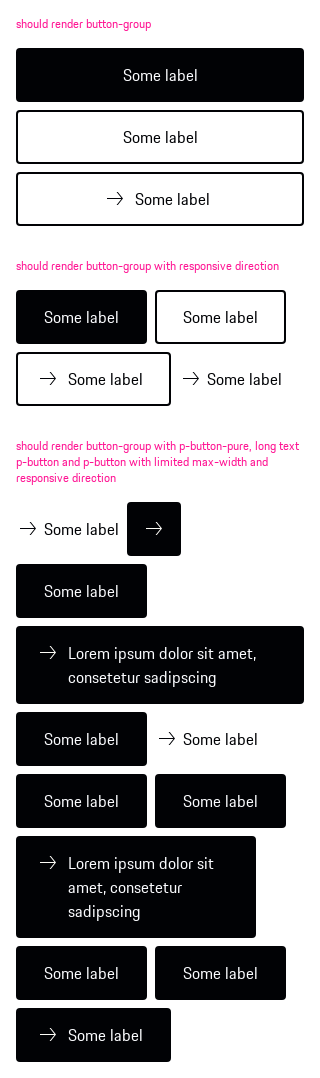 should render button-group
Some label
Some label
Some label
should render button-group with responsive direction
Some label
Some label
Some label
Some label
should render button-group with p-button-pure, long text
p-button and p-button with limited max-width and
responsive direction
Some label
Some label
Lorem ipsum dolor sit amet,
consetetur sadipscing
Some label
Some label
Some label
Some label
Lorem ipsum dolor sit
amet, consetetur
sadipscing
Some label
Some label
Some label